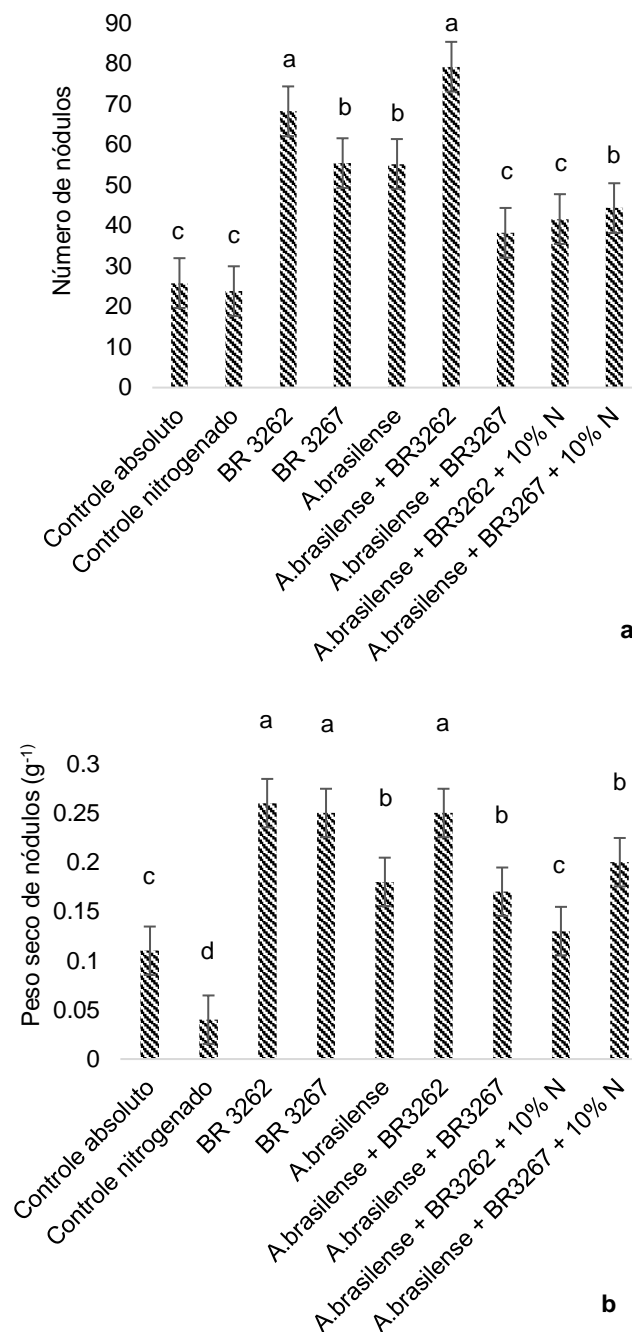 Número de nódulos
90
80
70
60
50
40
30
20
10
0
c
c
a
b
b
a
c
c
b
Controle absoluto
Controle nitrogenado
BR 3262
BR 3267
A.brasilense
A.brasilense + BR3262
A.brasilense + BR3267
A.brasilense + BR3262 + 10% N
A.brasilense + BR3267 + 10% N
a
Peso seco de nódulos (g⁻¹)
0.3
0.25
0.2
0.15
0.1
0.05
0
c
d
a
a
b
a
b
c
b
Controle absoluto
Controle nitrogenado
BR 3262
BR 3267
A.brasilense
A.brasilense + BR3262
A.brasilense + BR3267
A.brasilense + BR3262 + 10% N
A.brasilense + BR3267 + 10% N
b